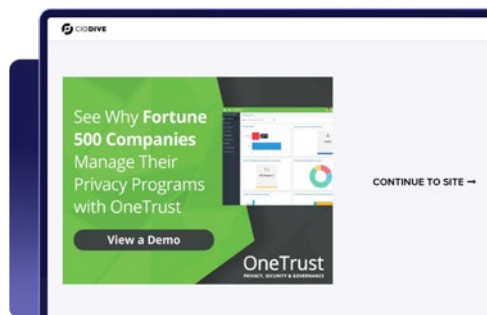 CIODIVE
See Why Fortune
500 Companies
Manage Their
Privacy Programs
with OneTrust
View a Demo
OneTrust
PRIVACY, SECURITY & GOVERNANCE
CONTINUE TO SITE →